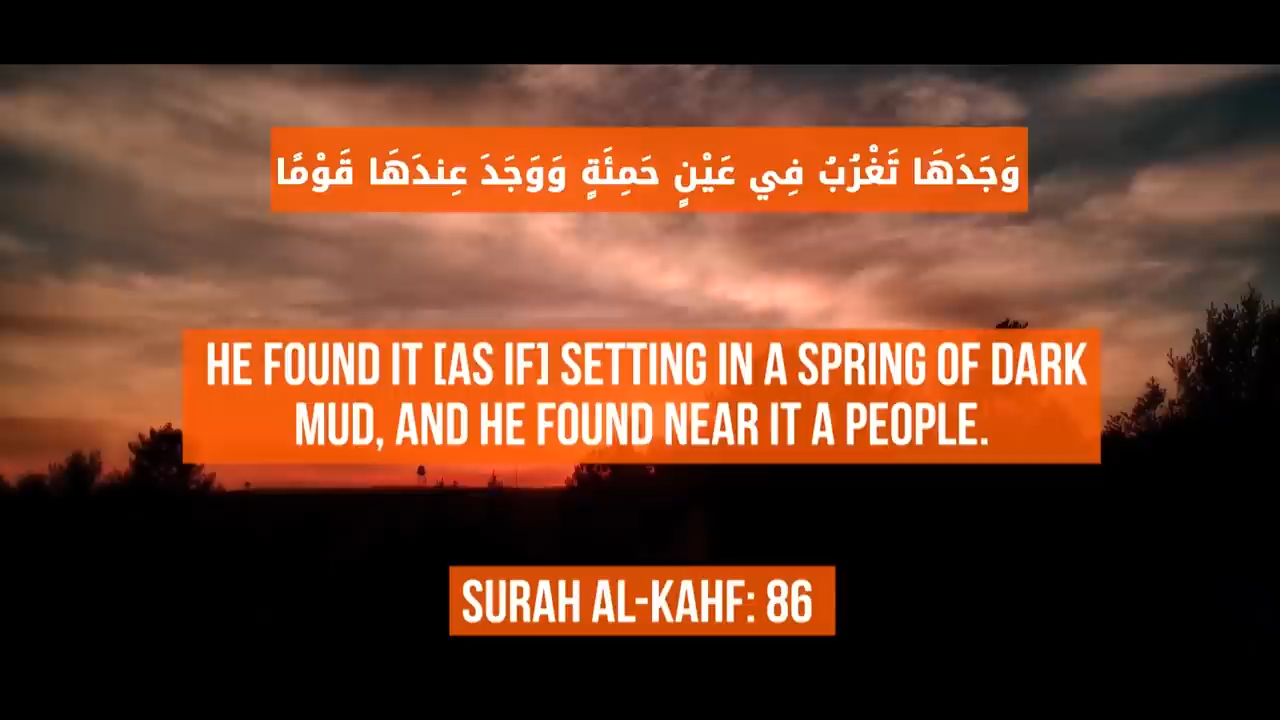 وَجَدَهَا تَغْرُبُ فِي عَيْنٍ حَمِئَةٍ وَوَجَدَ عِندَهَا قَوْمًا
HE FOUND IT [AS IF] SETTING IN A SPRING OF DARK
MUD, AND HE FOUND NEAR IT A PEOPLE.
SURAH AL-KAHF: 86